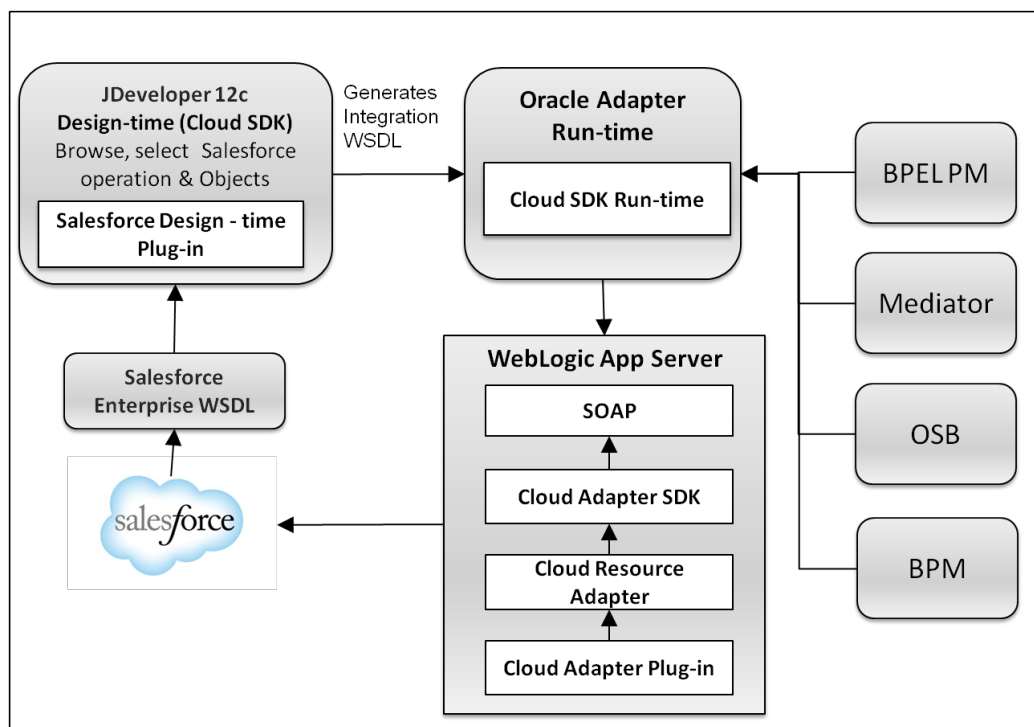 JDeveloper 12c
Design-time (Cloud SDK)
Browse, select Salesforce
operation & Objects
Salesforce Design - time
Plug-in
Generates
Integration
WSDL
Oracle Adapter
Run-time
Cloud SDK Run-time
BPEL PM
Mediator
OSB
BPM
Salesforce
Enterprise WSDL
salesforce
WebLogic App Server
SOAP
Cloud Adapter SDK
Cloud Resource
Adapter
Cloud Adapter Plug-in